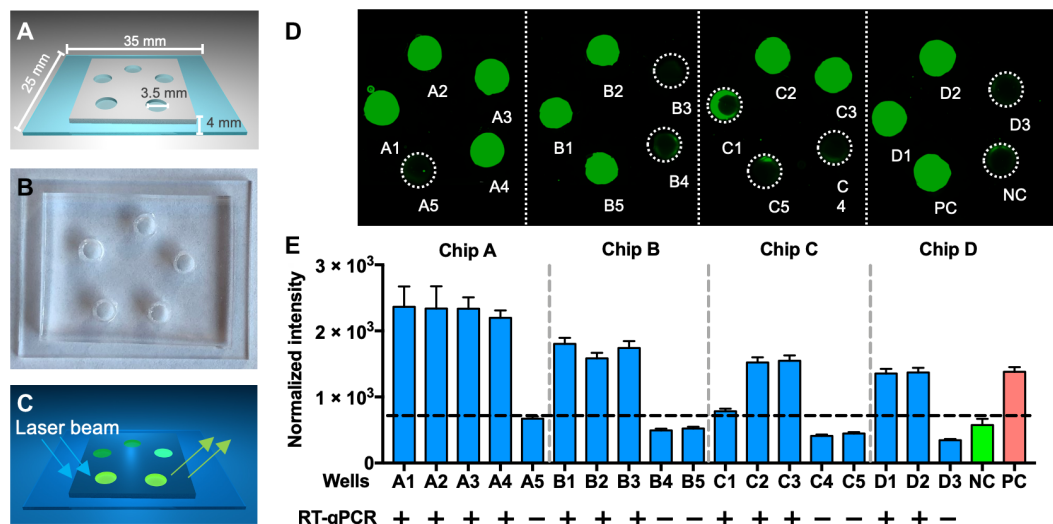 A
35 mm
25 mm
3.5 mm
4 mm
B
C
Laser beam
D
A2
A3
A1
A4
A5
B2
B3
B1
B4
B5
C2
C3
C1
C
4
C5
D2
D3
D1
NC
PC
E
Chip A Chip B Chip C Chip D
Normalized intensity
3 × 10³
2 × 10³
1 × 10³
0
Wells A1 A2 A3 A4 A5 B1 B2 B3 B4 B5 C1 C2 C3 C4 C5 D1 D2 D3 NC PC
RT-qPCR + + + + − + + + − − + + + − − + + −